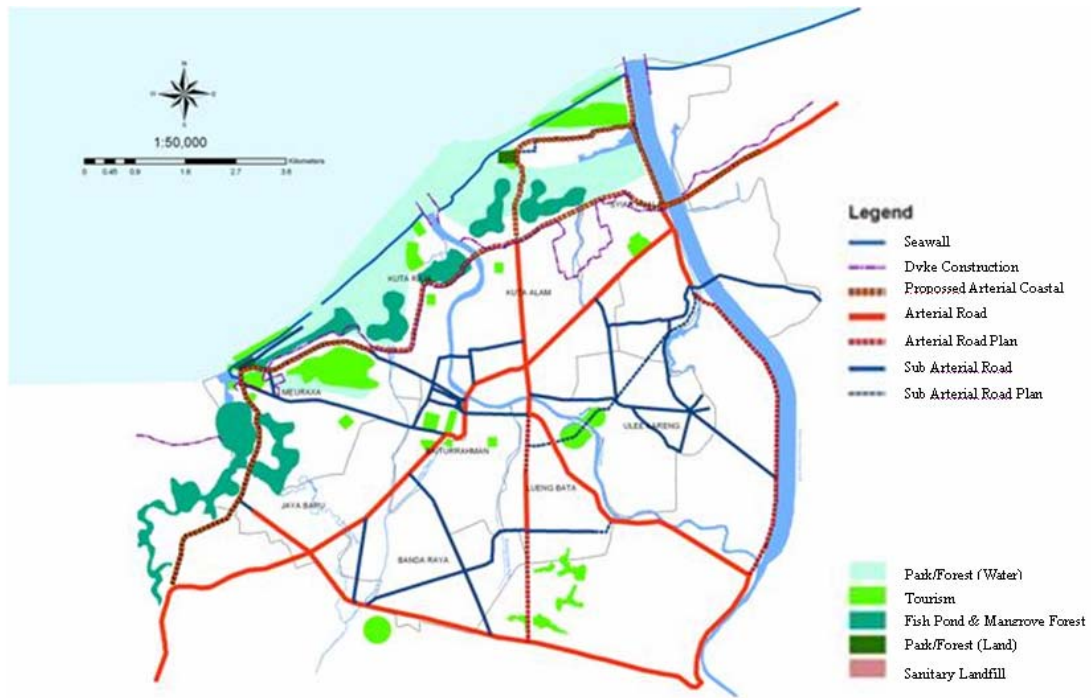 N
W
S
1:50,000
Kilometers
0 0.45 0.9 1.8 2.7 3.6
KUTA ALAM
MEURAXA
ULEE KARENG
LUENG BATA
JAYA BARU
BANDA RAYA
Legend
Seawall
Dyke Construction
Propossed Arterial Coastal
Arterial Road
Arterial Road Plan
Sub Arterial Road
Sub Arterial Road Plan
Park/Forest (Water)
Tourism
Fish Pond & Mangrove Forest
Park/Forest (Land)
Sanitary Landfill